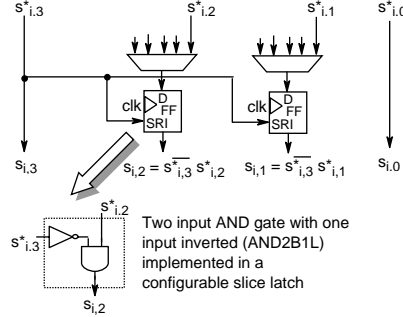 s*i.3 s*i.2 s*i.1 s*i.0
D D
clk FF clk FF
SRI SRI
si,3 si,2 = s*i,3 s*i,2 si,1 = s*i,3 s*i,1 si.0
s*i.2
s*i.3
si,2
Two input AND gate with one
input inverted (AND2B1L)
implemented in a
configurable slice latch